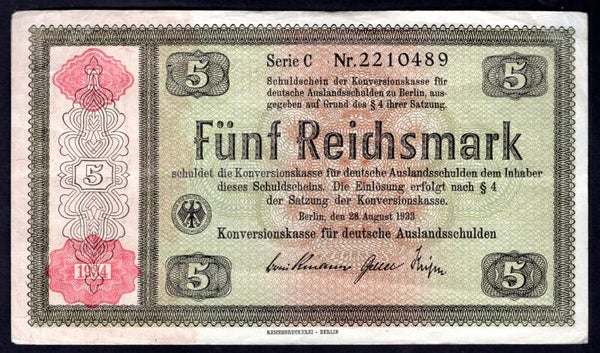 Serie C Nr. 2210489
5
5
Schuldschein der Konversionskasse für
deutsche Auslandsschulden zu Berlin, aus-
gegeben auf Grund des § 4 ihrer Satzung.
Fünf Reichsmark
schuldet die Konversionskasse für deutsche Auslandsschulden dem Inhaber
dieses Schuldscheins. Die Einlösung erfolgt nach § 4
der Satzung der Konversionskasse.
Berlin, den 28. August 1933
Konversionskasse für deutsche Auslandsschulden
5
1934
5
5
REICHSDRUCKEREI - BERLIN